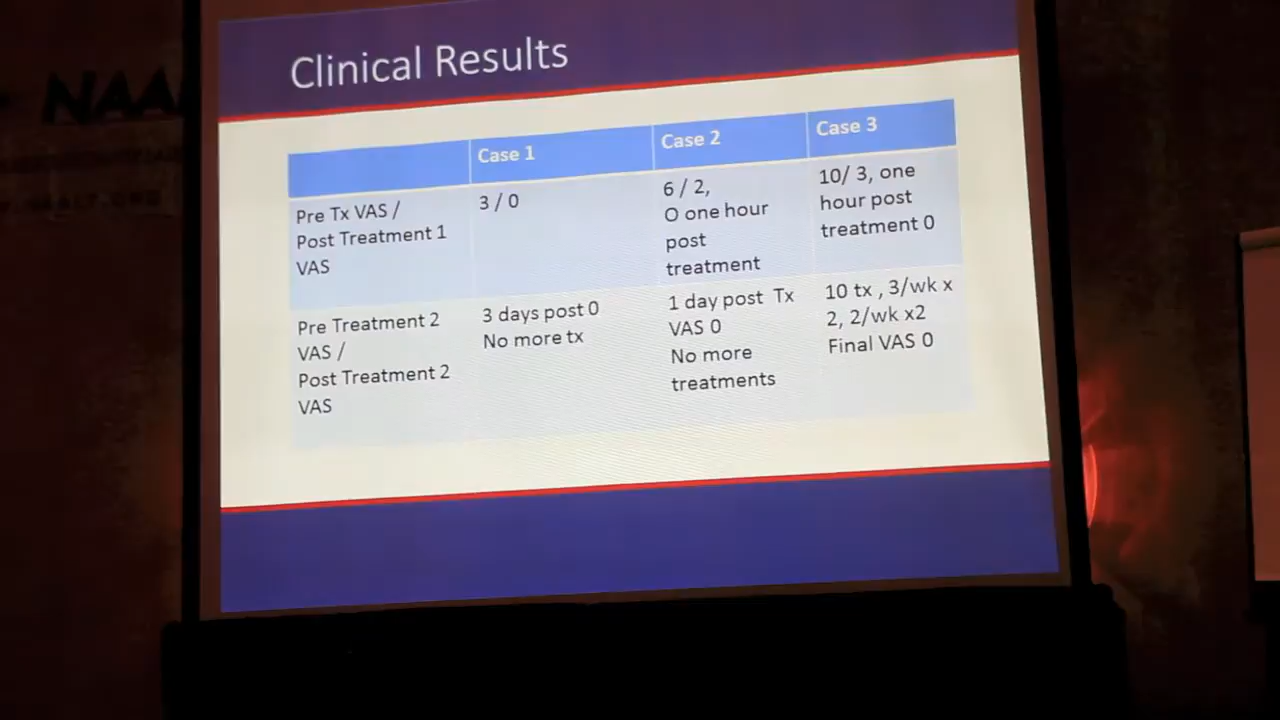 NAAL
Clinical Results
Case 1
Case 2
Case 3
Pre Tx VAS /
Post Treatment 1
VAS
3 / 0
6 / 2,
O one hour
post
treatment
10/ 3, one
hour post
treatment 0
Pre Treatment 2
VAS /
Post Treatment 2
VAS
3 days post 0
No more tx
1 day post Tx
VAS 0
No more
treatments
10 tx , 3/wk x
2, 2/wk x2
Final VAS 0